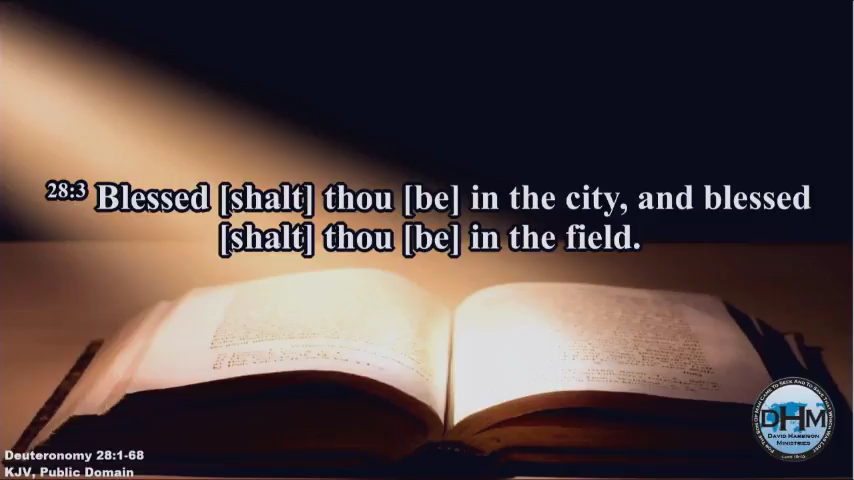 28:3 Blessed [shalt] thou [be] in the city, and blessed
[shalt] thou [be] in the field.
DHM
DAVID HARRISON
MINISTRIES
Deuteronomy 28:1-68
KJV, Public Domain